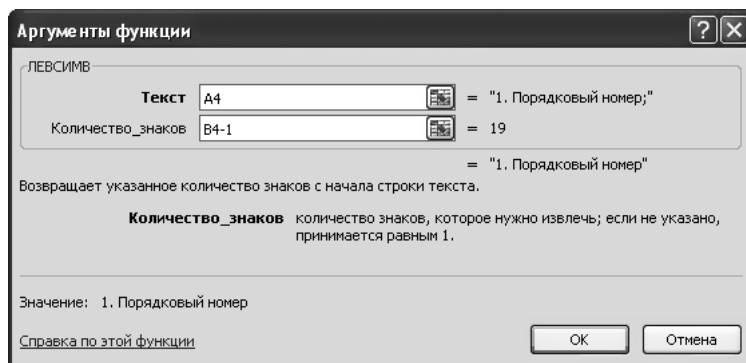 Аргументы функции
ЛЕВСИМВ
Текст A4 = "1. Порядковый номер;"
Количество_знаков B4-1 = 19
= "1. Порядковый номер"
Возвращает указанное количество знаков с начала строки текста.
Количество_знаков количество знаков, которое нужно извлечь; если не указано,
принимается равным 1.
Значение: 1. Порядковый номер
Справка по этой функции OK Отмена